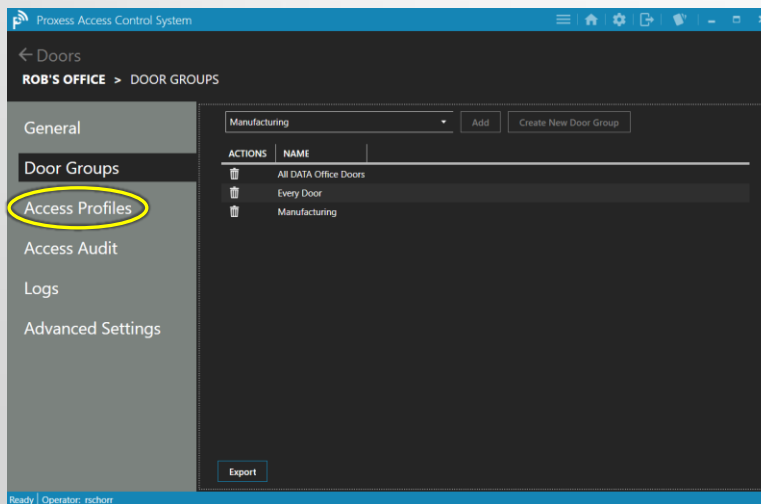 Proxess Access Control System
Doors
ROB'S OFFICE > DOOR GROUPS
General
Door Groups
Access Profiles
Access Audit
Logs
Advanced Settings
Manufacturing Add Create New Door Group
ACTIONS NAME
All DATA Office Doors
Every Door
Manufacturing
Export
Ready Operator: rschorr